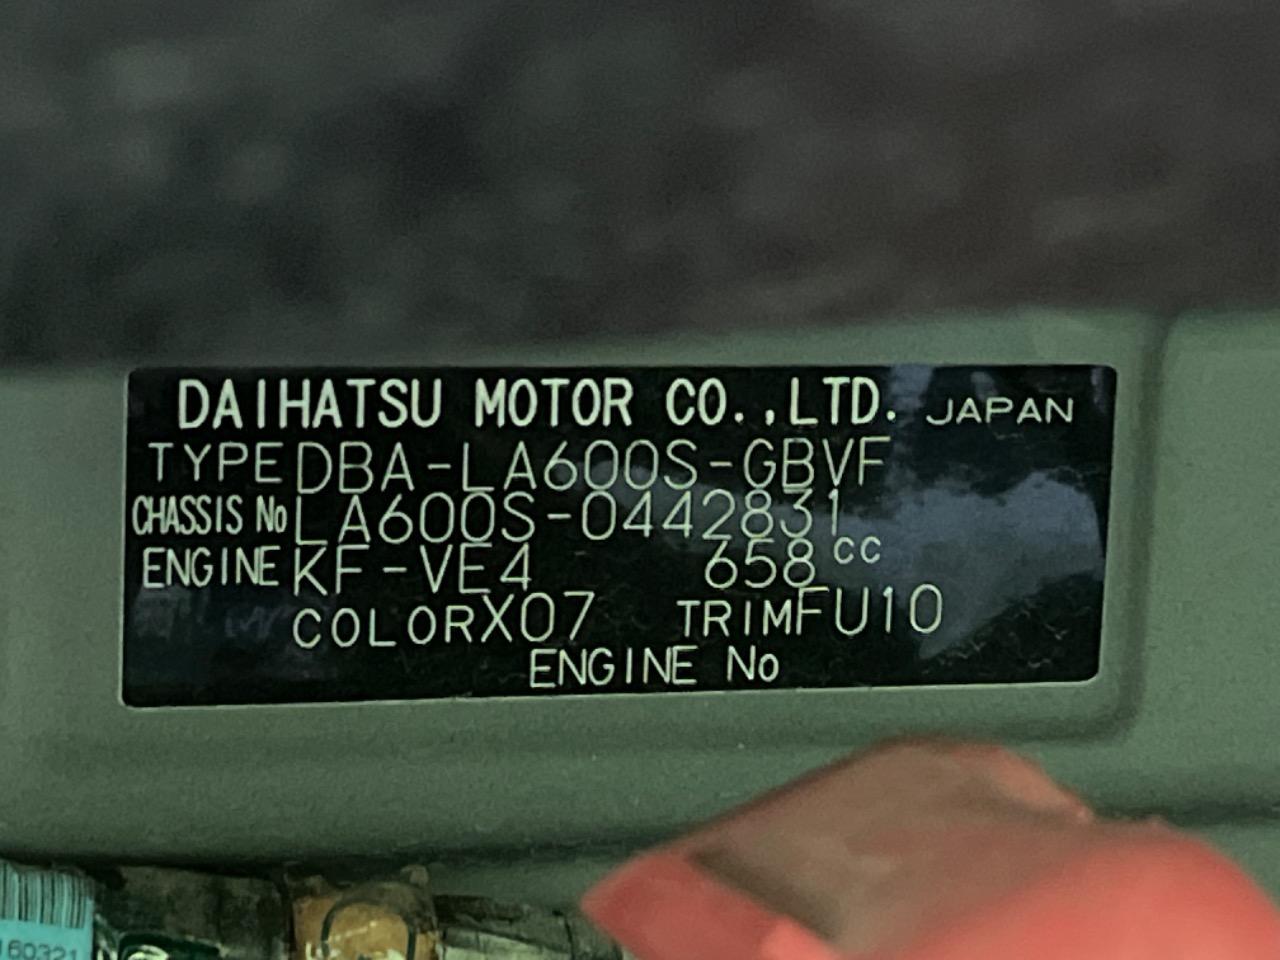 DAIHATSU MOTOR CO.,LTD. JAPAN
TYPE DBA-LA600S-GBVF
CHASSIS No LA600S-0442831
ENGINE KF-VE4 658 cc
COLOR X07 TRIM FU10
ENGINE No
160321